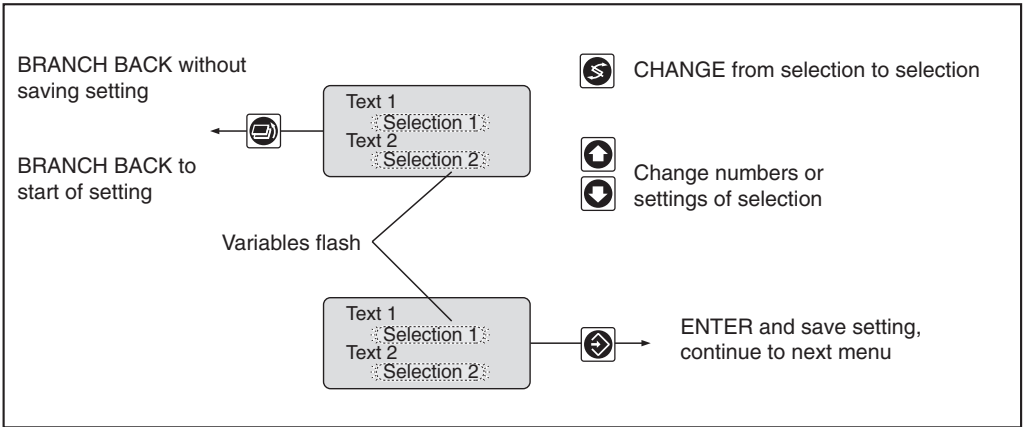 BRANCH BACK without
saving setting
BRANCH BACK to
start of setting
Text 1
Selection 1
Text 2
Selection 2
CHANGE from selection to selection
Change numbers or
settings of selection
Variables flash
Text 1
Selection 1
Text 2
Selection 2
ENTER and save setting,
continue to next menu